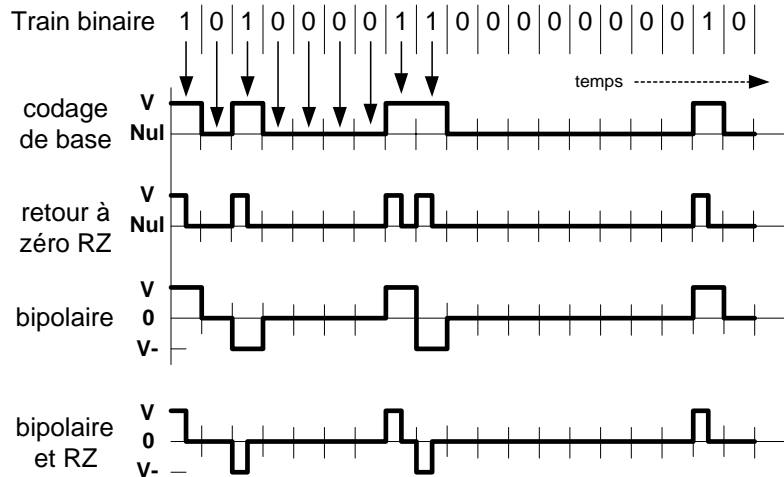 Train binaire 1 0 1 0 0 0 0 1 1 0 0 0 0 0 0 0 0 1 0
temps
codage
de base
V
Nul
retour à
zéro RZ
V
Nul
bipolaire
V
0
V-
bipolaire
et RZ
V
0
V-